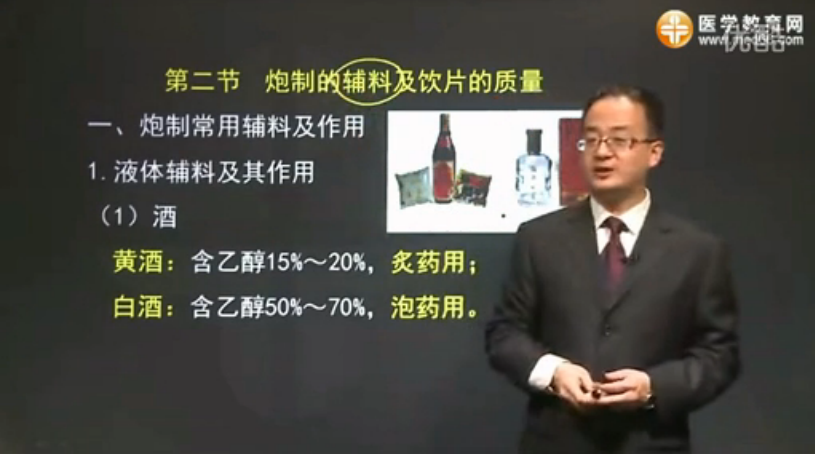 医学教育网
优酷
第二节 炮制的辅料及饮片的质量
一、炮制常用辅料及作用
1.液体辅料及其作用
（1）酒
黄酒：含乙醇15%～20%，炙药用；
白酒：含乙醇50%～70%，泡药用。